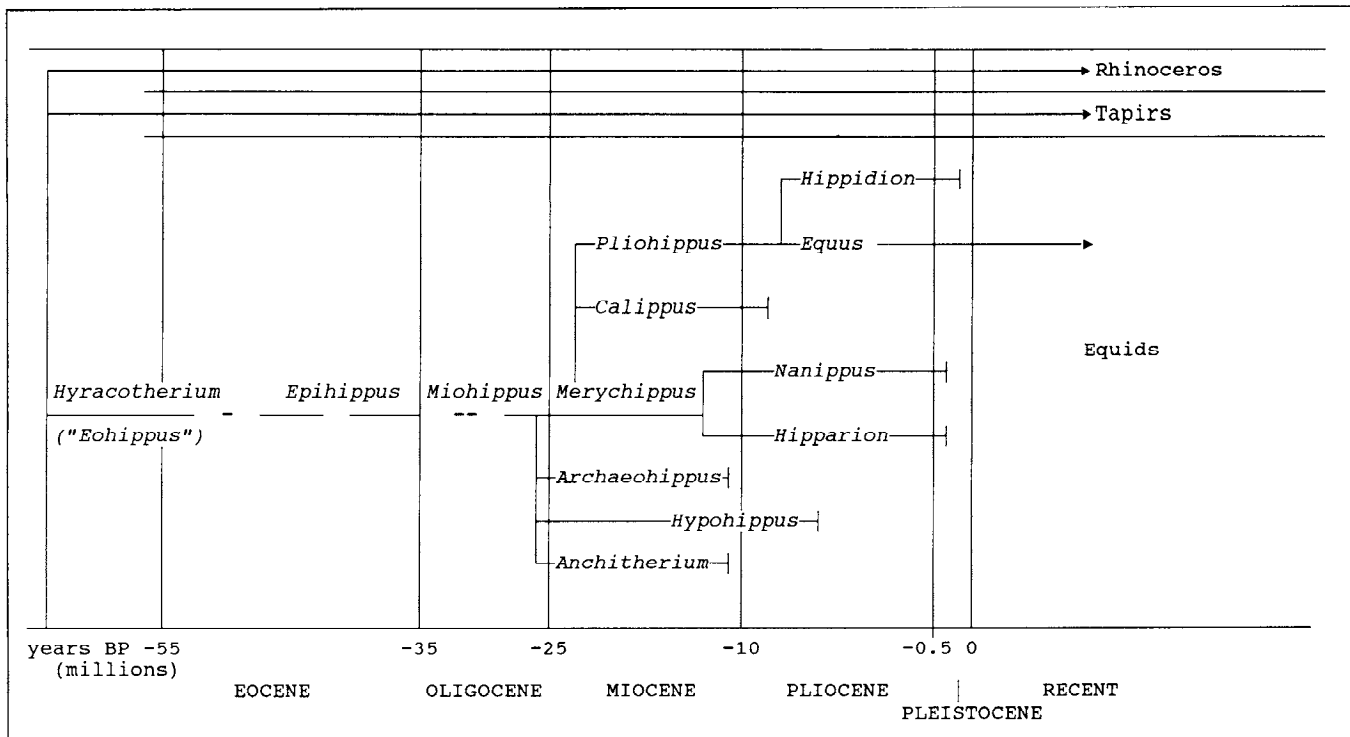 Rhinoceros
Tapirs
Hippidion
Pliohippus Equus
Calippus
Equids
Nanippus
Hyracotherium Epihippus Miohippus Merychippus
("Eohippus")
Hipparion
Archaeohippus
Hypohippus
Anchitherium
years BP -55 -35 -25 -10 -0.5 0
(millions)
EOCENE OLIGOCENE MIOCENE PLIOCENE RECENT
PLEISTOCENE